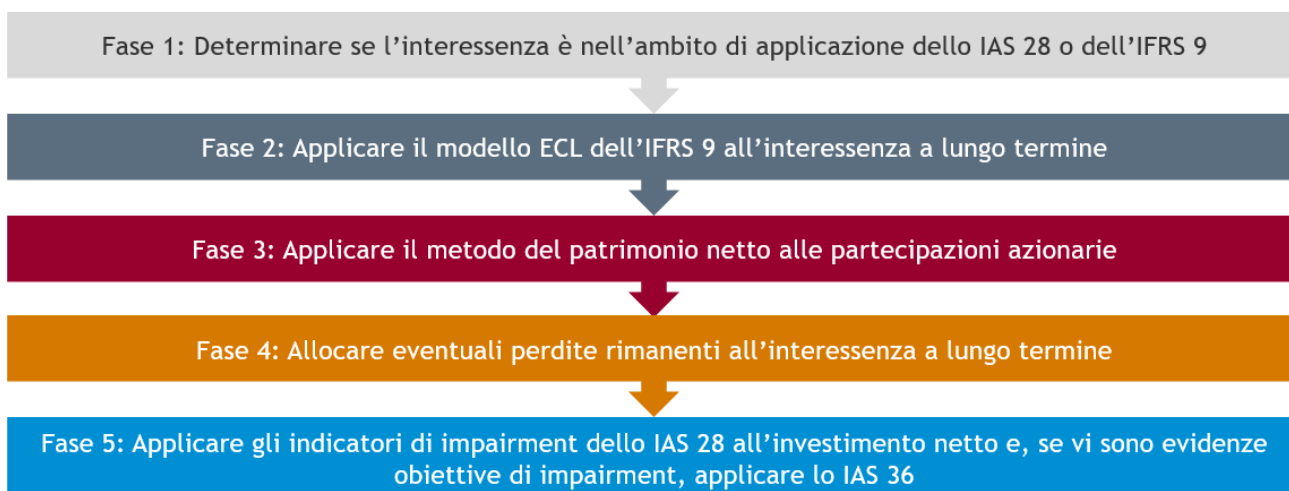 Fase 1: Determinare se l’interessenza è nell’ambito di applicazione dello IAS 28 o dell’IFRS 9
Fase 2: Applicare il modello ECL dell’IFRS 9 all’interessenza a lungo termine
Fase 3: Applicare il metodo del patrimonio netto alle partecipazioni azionarie
Fase 4: Allocare eventuali perdite rimanenti all’interessenza a lungo termine
Fase 5: Applicare gli indicatori di impairment dello IAS 28 all’investimento netto e, se vi sono evidenze
obiettive di impairment, applicare lo IAS 36